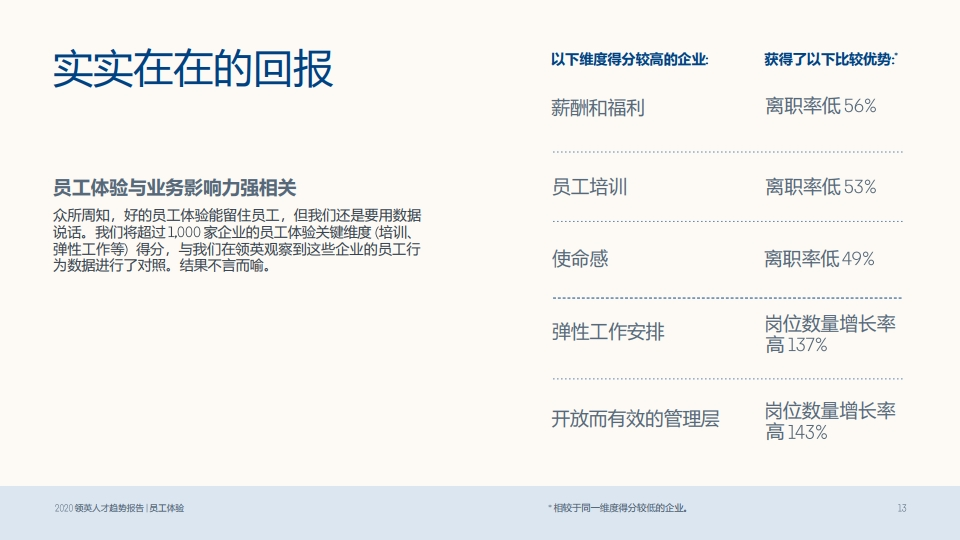 实实在在的回报
员工体验与业务影响力强相关
众所周知，好的员工体验能留住员工，但我们还是要用数据
说话。我们将超过 1,000 家企业的员工体验关键维度 (培训、
弹性工作等) 得分，与我们在领英观察到这些企业的员工行
为数据进行了对照。结果不言而喻。
以下维度得分较高的企业: 获得了以下比较优势:*
薪酬和福利 离职率低 56%
员工培训 离职率低 53%
使命感 离职率低 49%
弹性工作安排 岗位数量增长率
高 137%
开放而有效的管理层 岗位数量增长率
高 143%
2020 领英人才趋势报告 | 员工体验 * 相较于同一维度得分较低的企业。 13